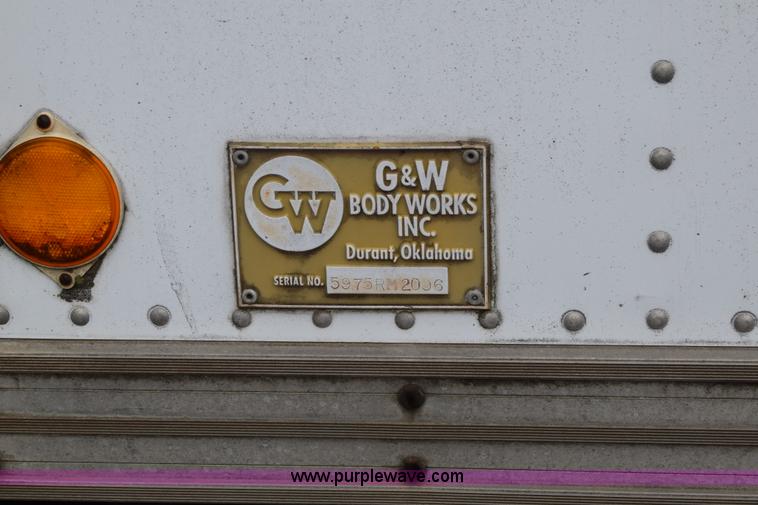 GW
G&W
BODY WORKS
INC.
Durant, Oklahoma
SERIAL NO. 5975RM2006
www.purplewave.com